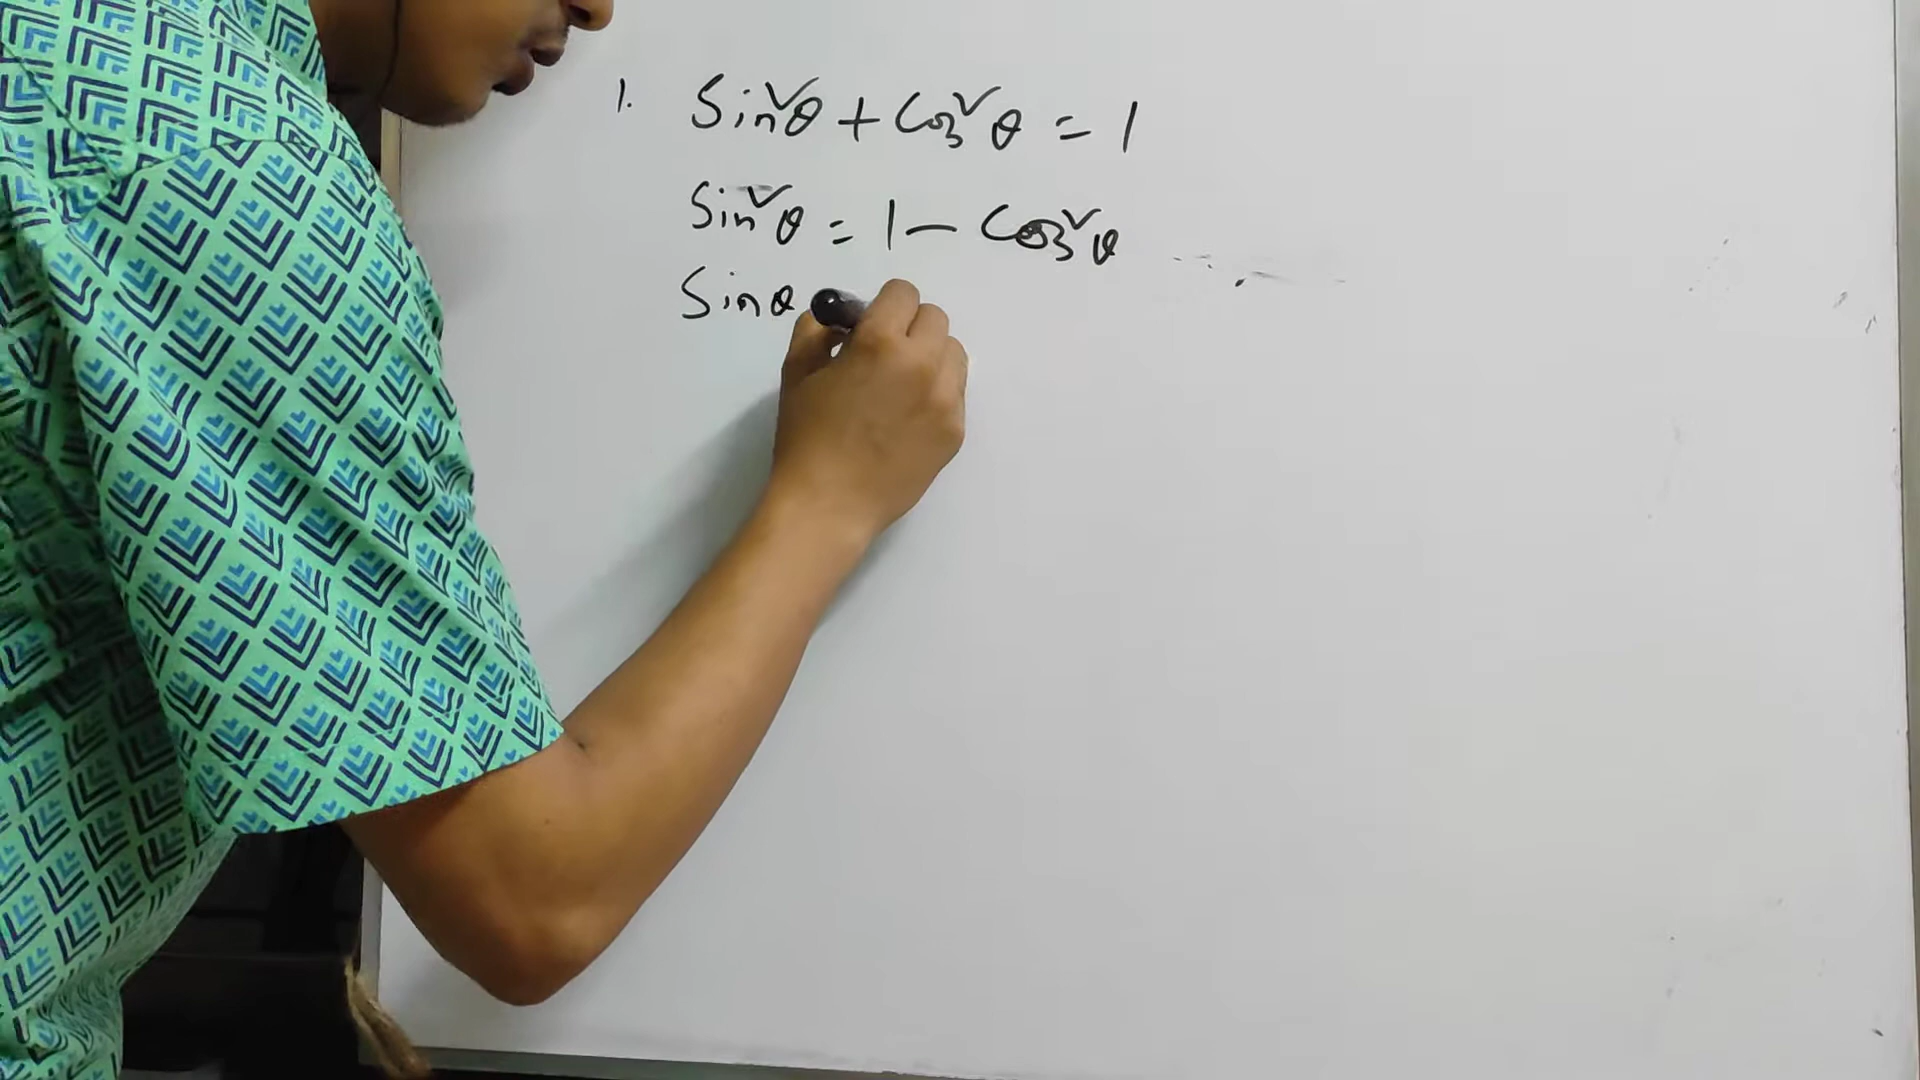 1. Sin²θ + Cos²θ = 1
Sin²θ = 1 − Cos²θ
Sinθ